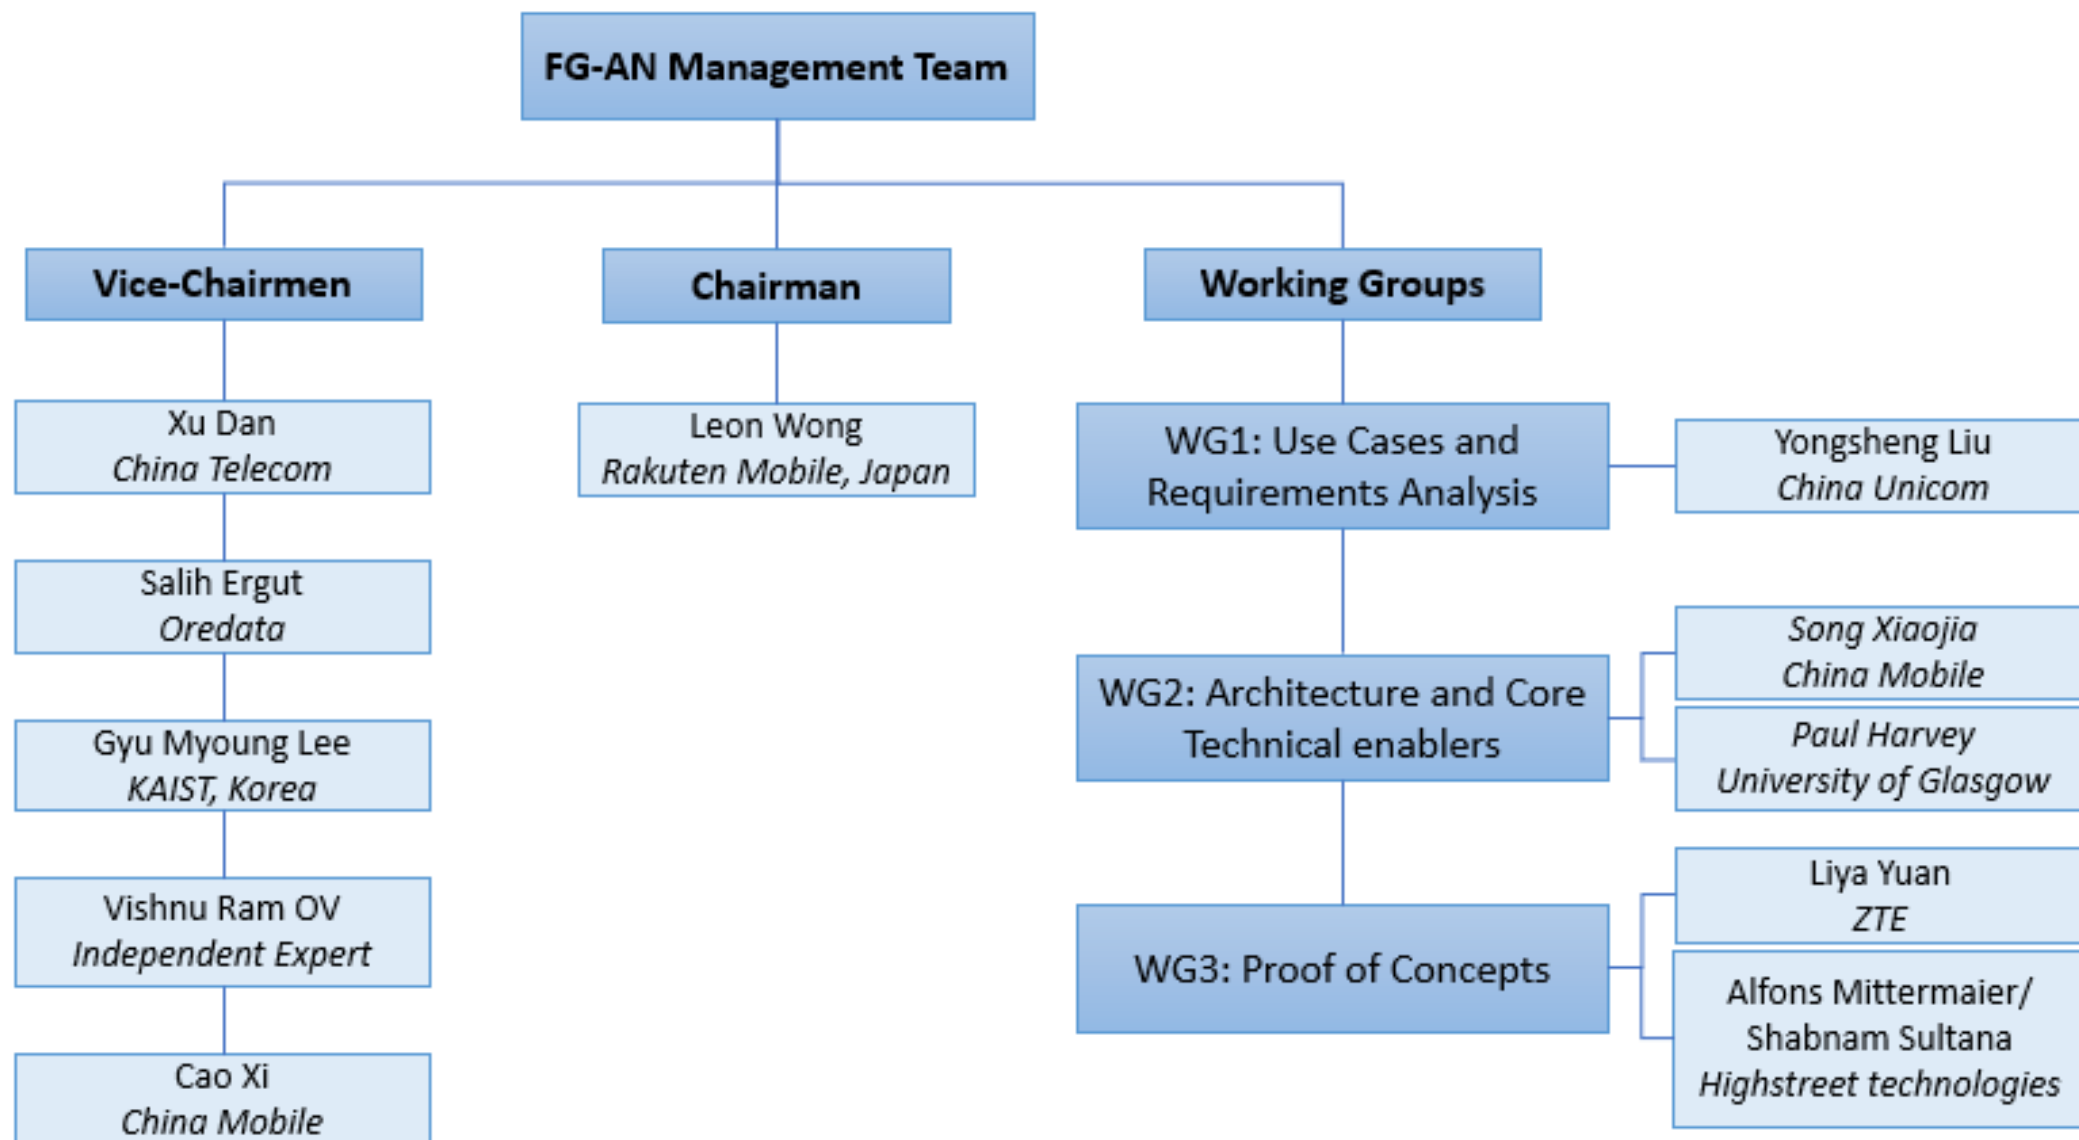 FG-AN Management Team
Vice-Chairmen
Chairman
Working Groups
Xu Dan
China Telecom
Salih Ergut
Oredata
Gyu Myoung Lee
KAIST, Korea
Vishnu Ram OV
Independent Expert
Cao Xi
China Mobile
Leon Wong
Rakuten Mobile, Japan
WG1: Use Cases and
Requirements Analysis
Yongsheng Liu
China Unicom
WG2: Architecture and Core
Technical enablers
Song Xiaojia
China Mobile
Paul Harvey
University of Glasgow
WG3: Proof of Concepts
Liya Yuan
ZTE
Alfons Mittermaier/
Shabnam Sultana
Highstreet technologies